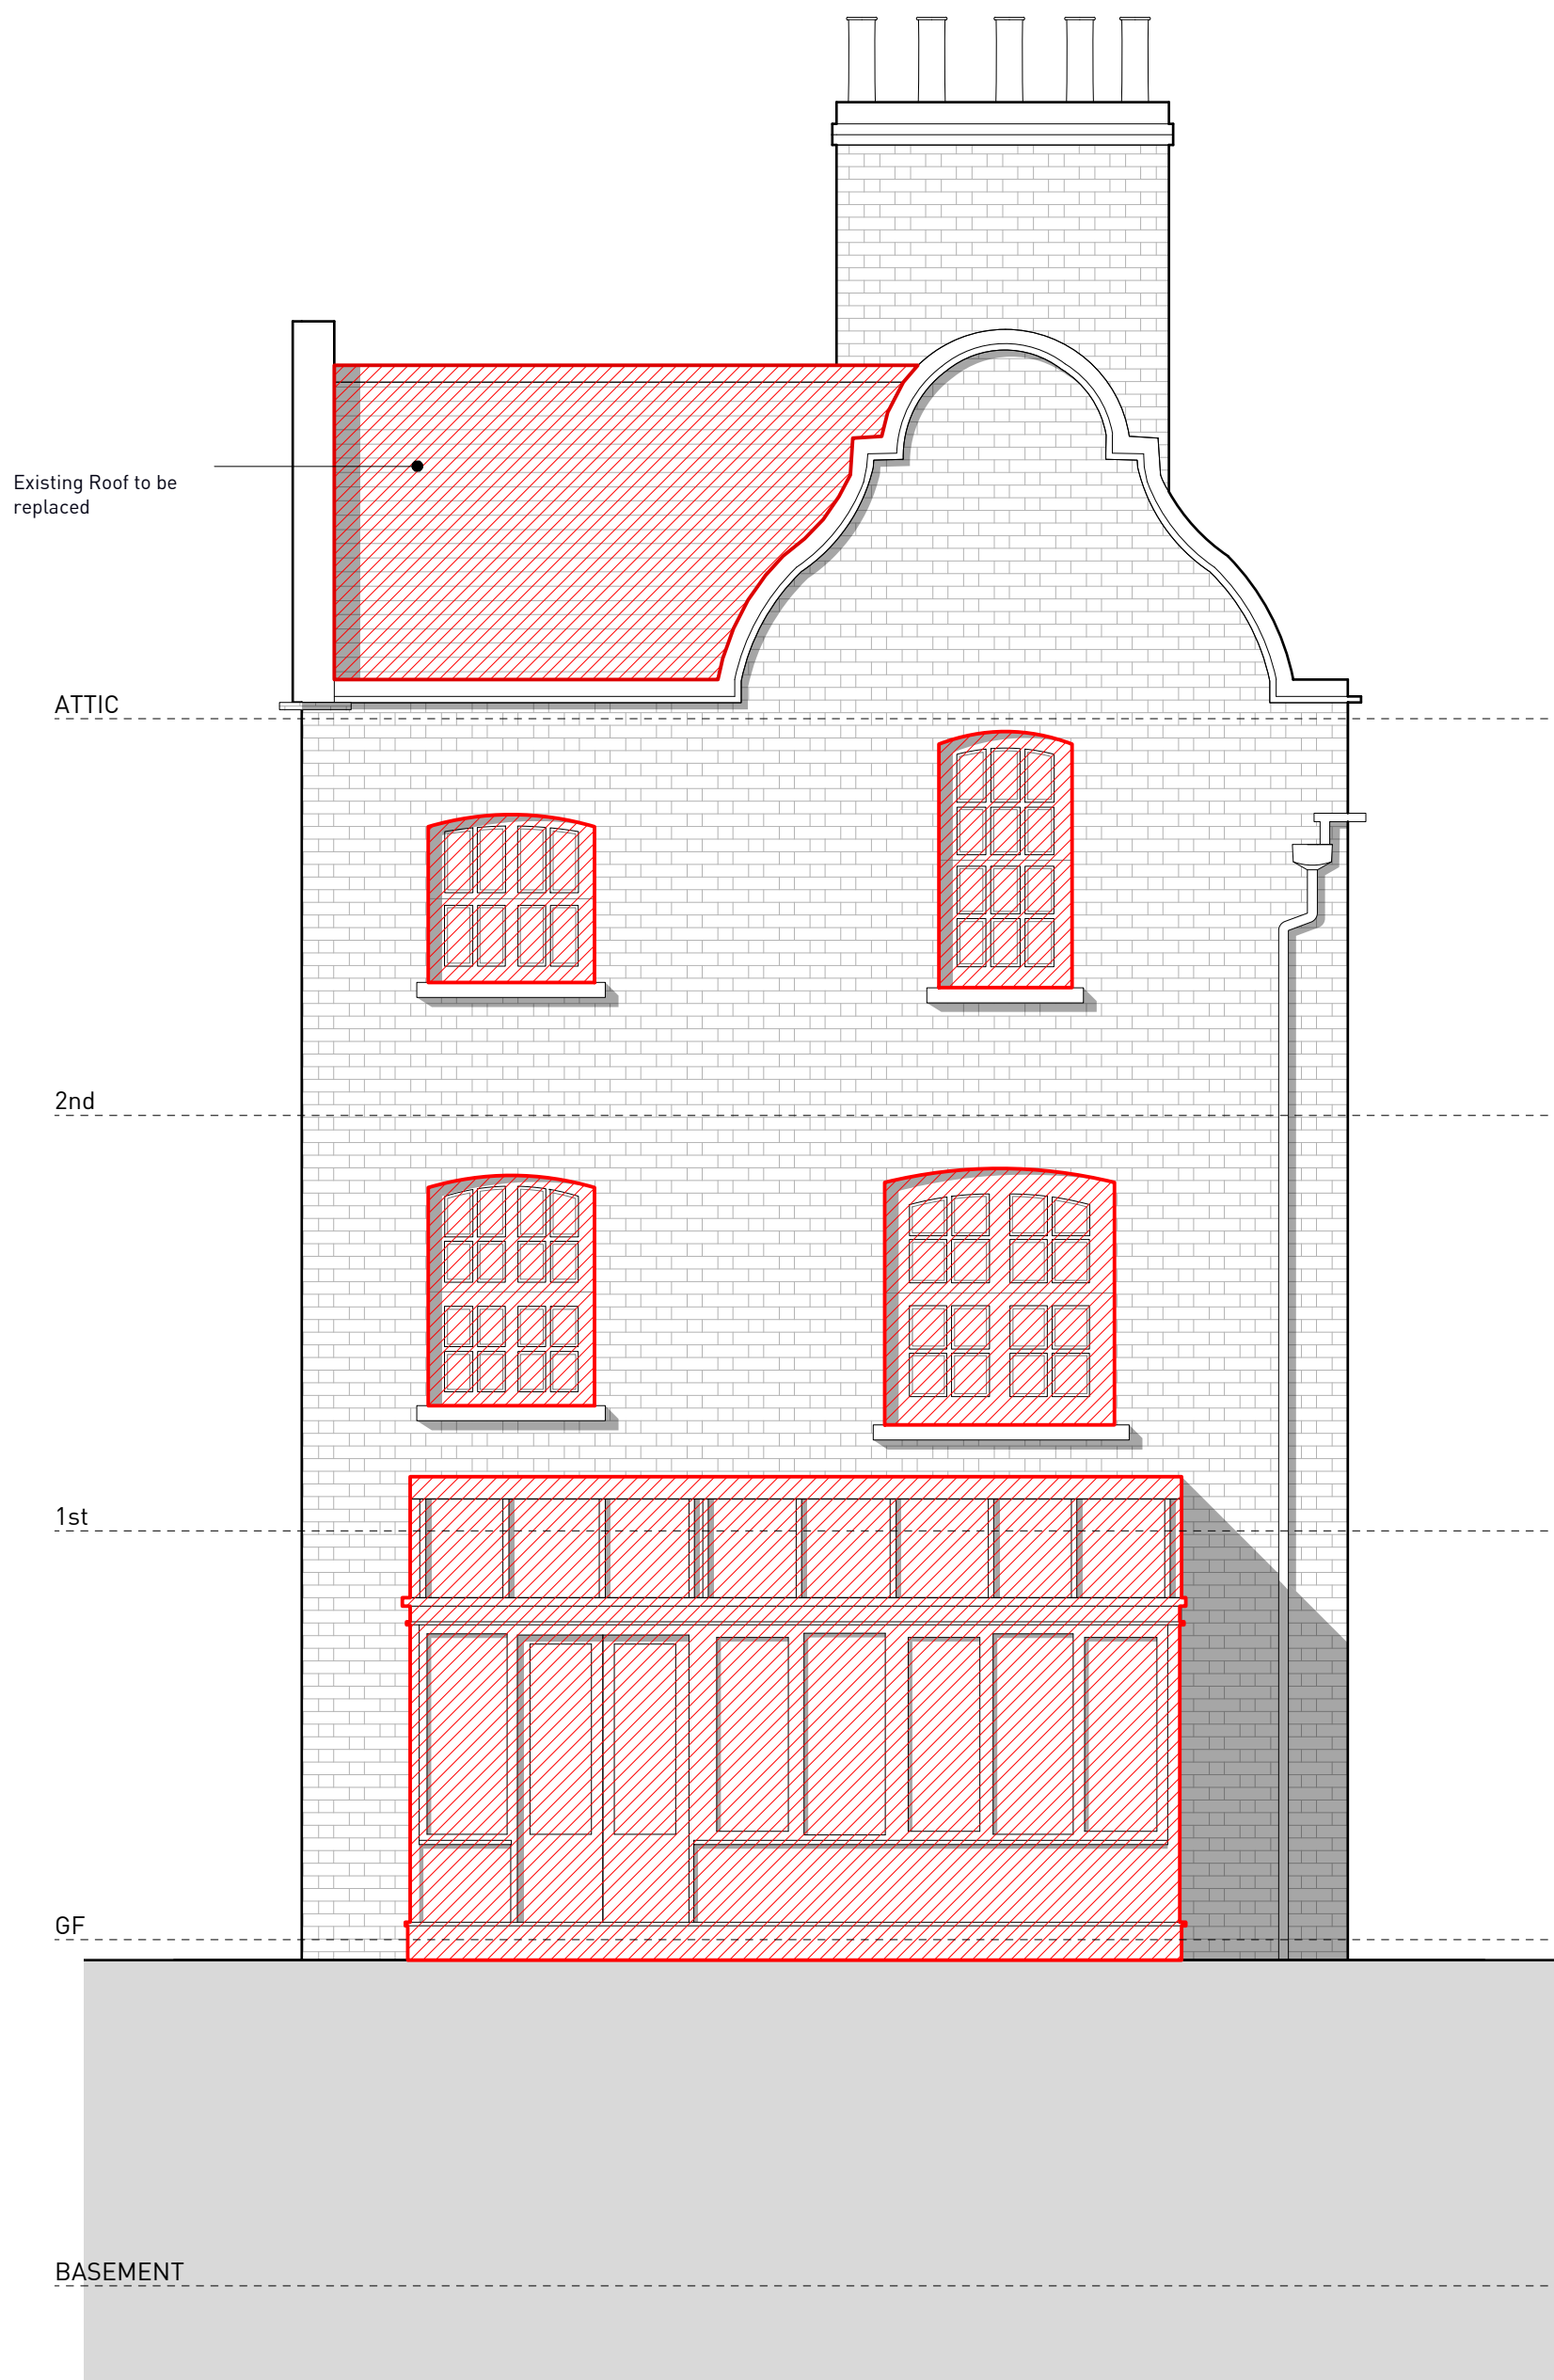 Existing Roof to be
replaced
ATTIC
2nd
1st
GF
BASEMENT